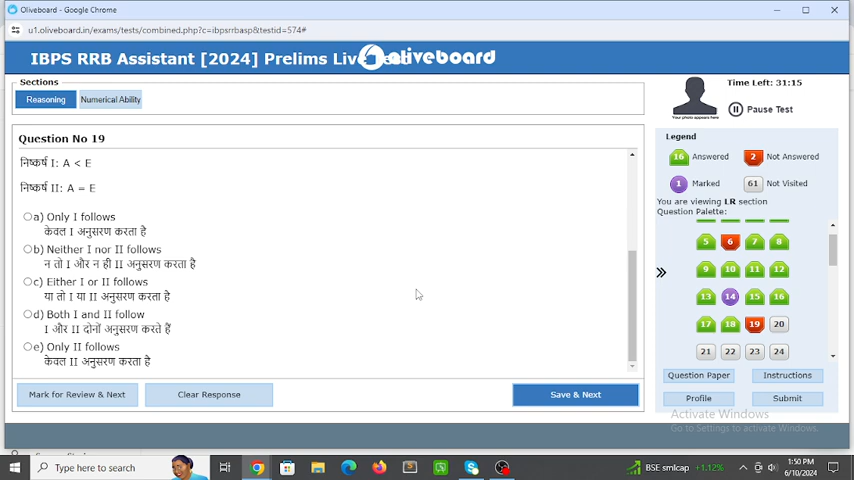 Oliveboard - Google Chrome
u1.oliveboard.in/exams/tests/combined.php?c=ibpsrrbasp&testid=574#
IBPS RRB Assistant [2024] Prelims Live
oliveboard
Sections
Reasoning
Numerical Ability
Time Left: 31:15
Pause Test
Your photo appears here
Question No 19
निष्कर्ष I: A < E
निष्कर्ष II: A = E
a) Only I follows
केवल I अनुसरण करता है
b) Neither I nor II follows
न तो I और न ही II अनुसरण करता है
c) Either I or II follows
या तो I या II अनुसरण करता है
d) Both I and II follow
I और II दोनों अनुसरण करते हैं
e) Only II follows
केवल II अनुसरण करता है
Mark for Review & Next
Clear Response
Save & Next
Legend
16 Answered
2 Not Answered
1 Marked
61 Not Visited
You are viewing LR section
Question Palette:
5 6 7 8
9 10 11 12
13 14 15 16
17 18 19 20
21 22 23 24
Question Paper
Instructions
Profile
Submit
Activate Windows
Go to Settings to activate Windows.
Type here to search
BSE smlcap +1.12%
1:50 PM
6/10/2024